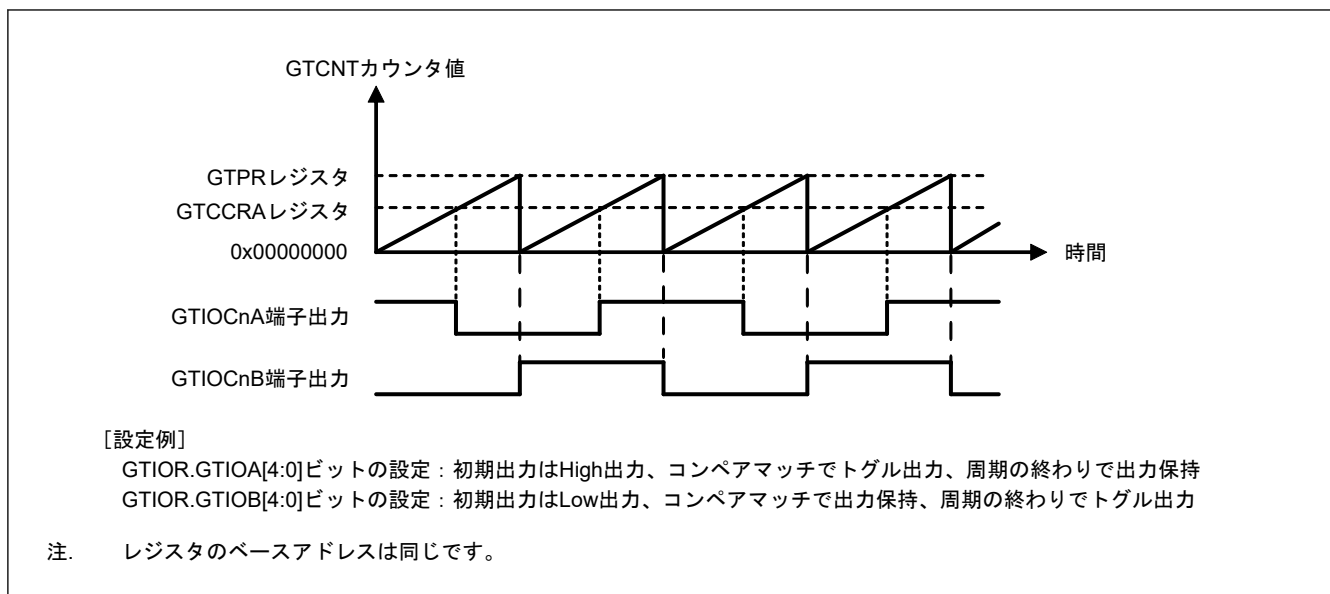 GTCNTカウンタ値
GTPRレジスタ
GTCCRAレジスタ
0x00000000
時間
GTIOCnA端子出力
GTIOCnB端子出力
［設定例］
GTIOR.GTIOA[4:0]ビットの設定：初期出力はHigh出力、コンペアマッチでトグル出力、周期の終わりで出力保持
GTIOR.GTIOB[4:0]ビットの設定：初期出力はLow出力、コンペアマッチで出力保持、周期の終わりでトグル出力
注. レジスタのベースアドレスは同じです。